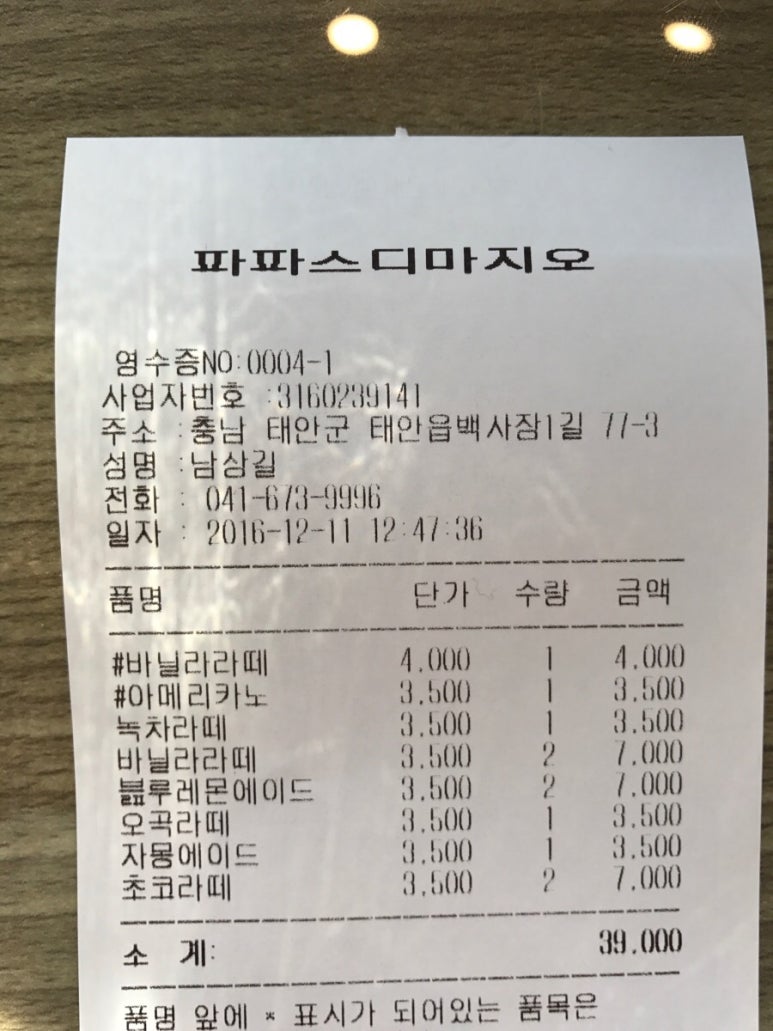 파파스디마지오
영수증NO:0004-1
사업자번호 :3160239141
주소 :충남 태안군 태안읍백사장1길 77-3
성명 :남상길
전화 : 041-673-9996
일자 : 2016-12-11 12:47:36
품명 단가 수량 금액
#바닐라라떼 4,000 1 4,000
#아메리카노 3,500 1 3,500
녹차라떼 3,500 1 3,500
바닐라라떼 3,500 2 7,000
블루레몬에이드 3,500 2 7,000
오곡라떼 3,500 1 3,500
자몽에이드 3,500 1 3,500
초코라떼 3,500 2 7,000
소 계: 39,000
품명 앞에 * 표시가 되어있는 품목은